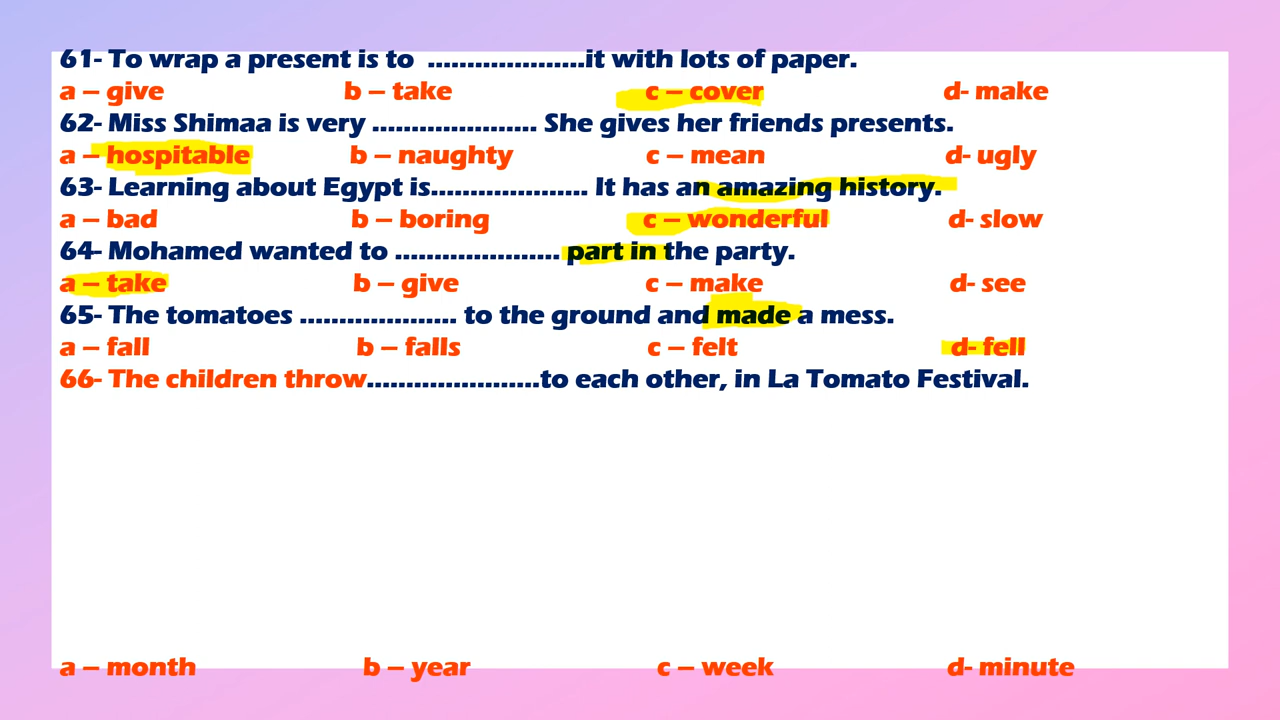 61- To wrap a present is to .....................it with lots of paper.
a – give b – take c – cover d- make
62- Miss Shimaa is very ..................... She gives her friends presents.
a – hospitable b – naughty c – mean d- ugly
63- Learning about Egypt is.................... It has an amazing history.
a – bad b – boring c – wonderful d- slow
64- Mohamed wanted to ..................... part in the party.
a – take b – give c – make d- see
65- The tomatoes .................... to the ground and made a mess.
a – fall b – falls c – felt d- fell
66- The children throw......................to each other, in La Tomato Festival.
a – month b – year c – week d- minute